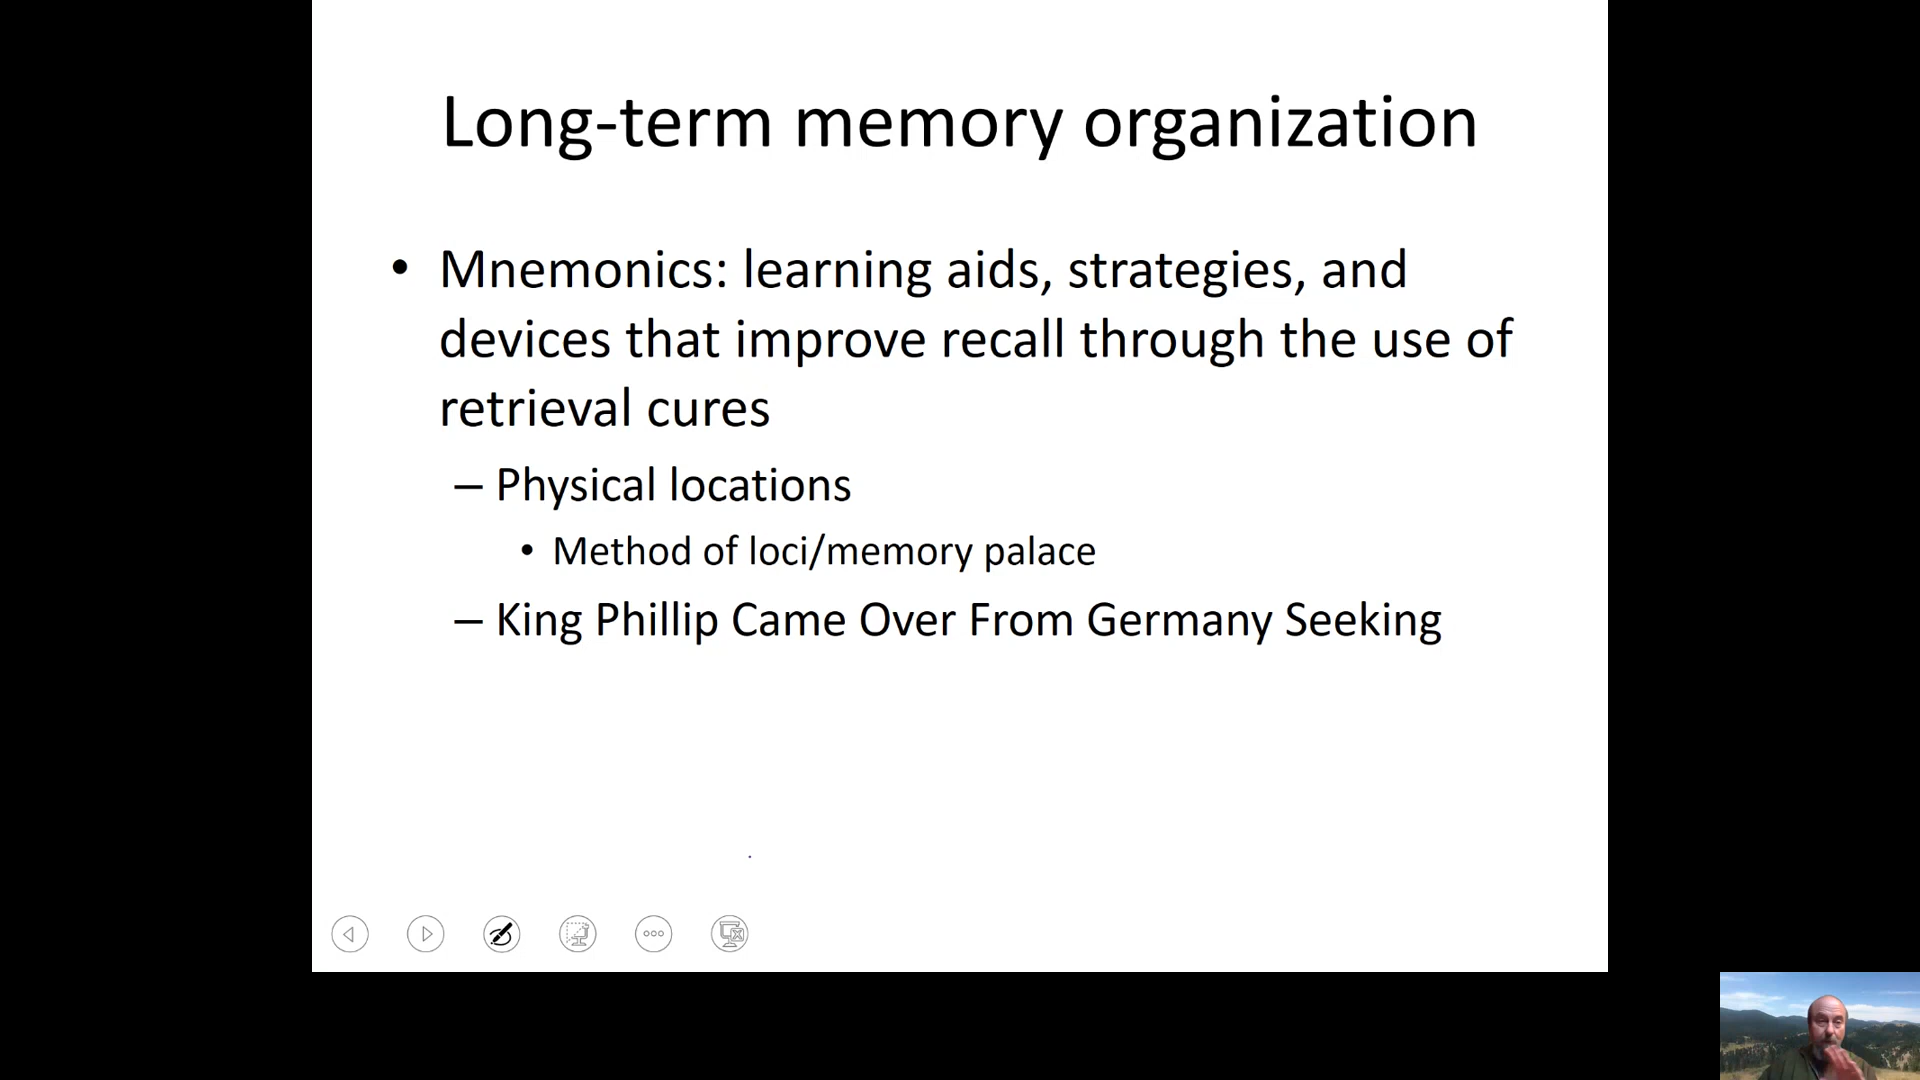 Long-term memory organization
• Mnemonics: learning aids, strategies, and
devices that improve recall through the use of
retrieval cures
– Physical locations
• Method of loci/memory palace
– King Phillip Came Over From Germany Seeking